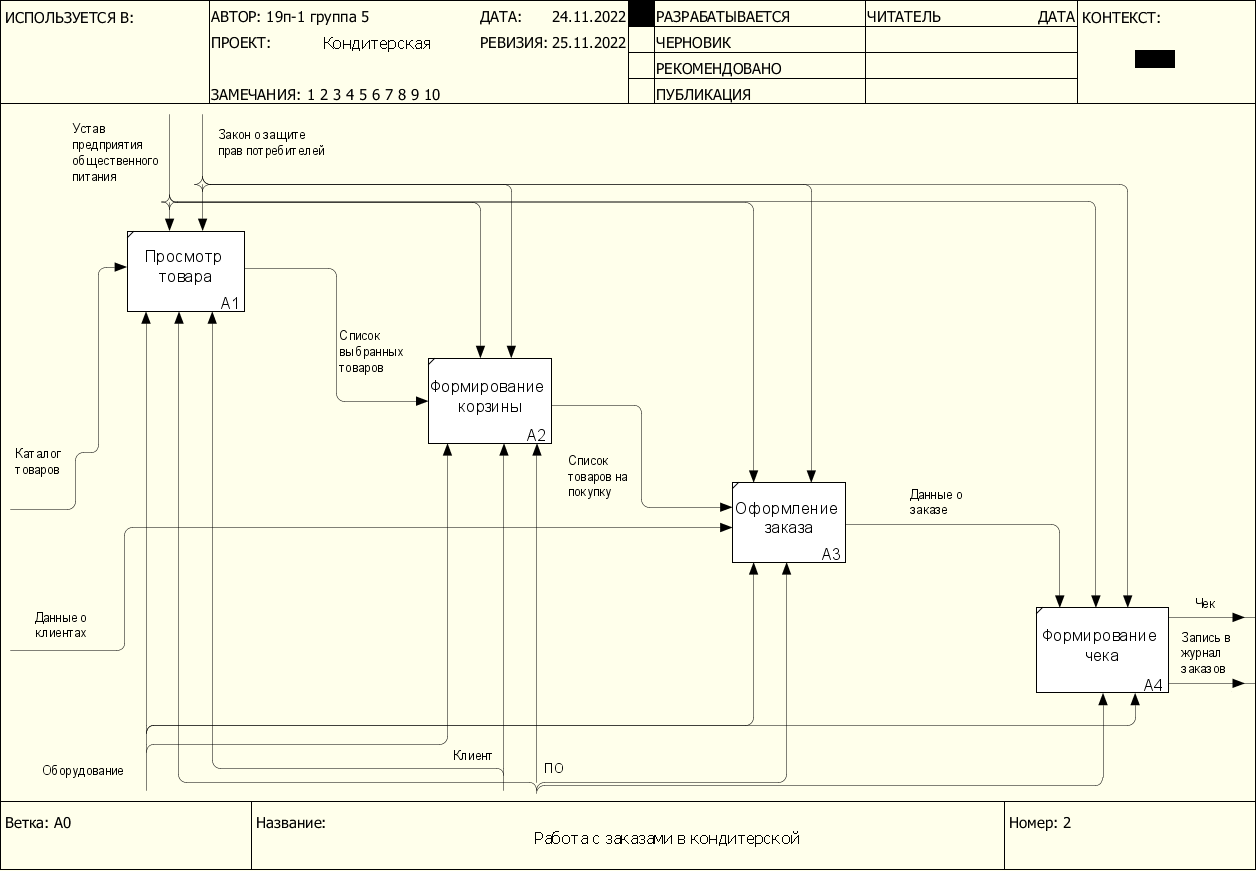 ИСПОЛЬЗУЕТСЯ В:
АВТОР: 19п-1 группа 5
ДАТА: 24.11.2022
РАЗРАБАТЫВАЕТСЯ
ЧИТАТЕЛЬ
ДАТА
КОНТЕКСТ:
ПРОЕКТ: Кондитерская
РЕВИЗИЯ: 25.11.2022
ЧЕРНОВИК
РЕКОМЕНДОВАНО
ЗАМЕЧАНИЯ: 1 2 3 4 5 6 7 8 9 10
ПУБЛИКАЦИЯ
Устав
предприятия
общественного
питания
Закон о защите
прав потребителей
Просмотр
товара
A1
Список
выбранных
товаров
Формирование
корзины
A2
Каталог
товаров
Список
товаров на
покупку
Оформление
заказа
A3
Данные о
заказе
Данные о
клиентах
Формирование
чека
A4
Чек
Запись в
журнал
заказов
Оборудование
Клиент
ПО
Ветка: A0
Название:
Работа с заказами в кондитерской
Номер: 2